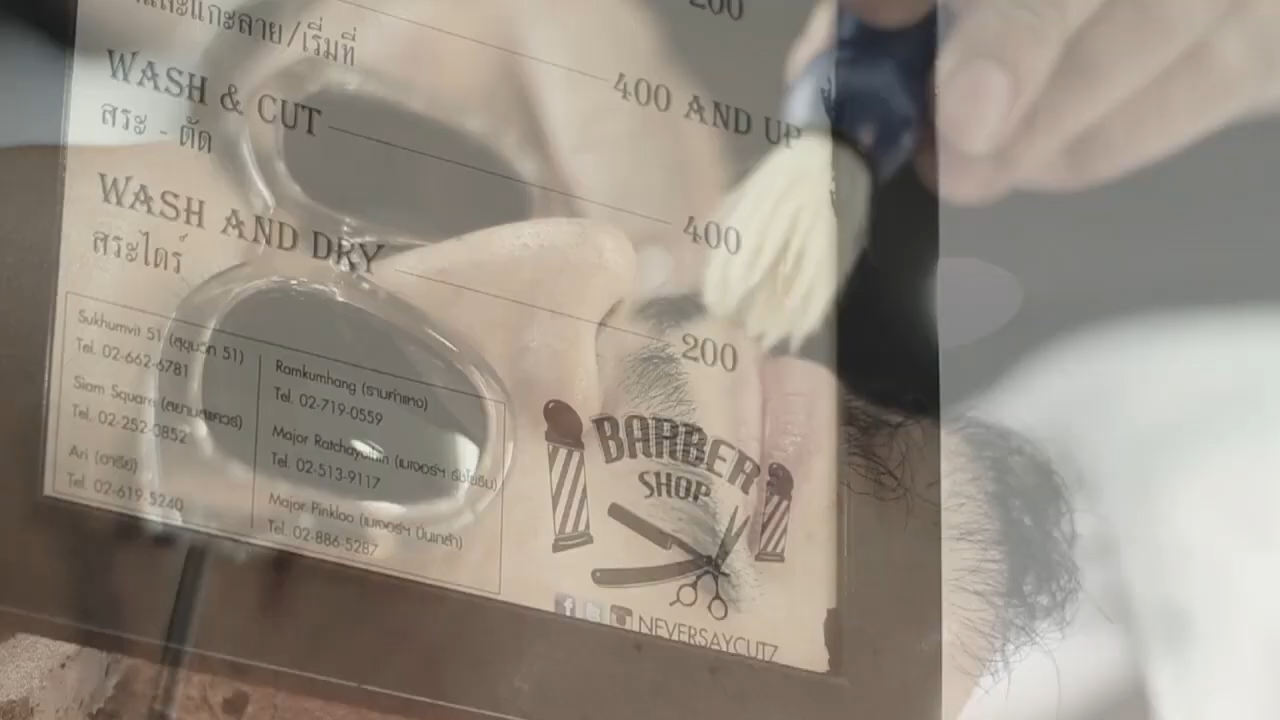 200
และแกะลาย/เริ่มที่
400 AND UP
WASH & CUT
สระ - ตัด
400
WASH AND DRY
สระไดร์
200
Sukhumvit 51 (สุขุมวิท 51)
Tel. 02-662-6781
Siam Square (สยามสแควร์)
Tel. 02-252-0852
Ari (อารีย์)
Tel. 02-619-5240
Ramkumhang (รามคำแหง)
Tel. 02-719-0559
Major Ratchayothin (เมเจอร์ฯ รัชโยธิน)
Tel. 02-513-9117
Major Pinklao (เมเจอร์ฯ ปิ่นเกล้า)
Tel. 02-886-5287
BARBER
SHOP
NEVERSAYCUTZ